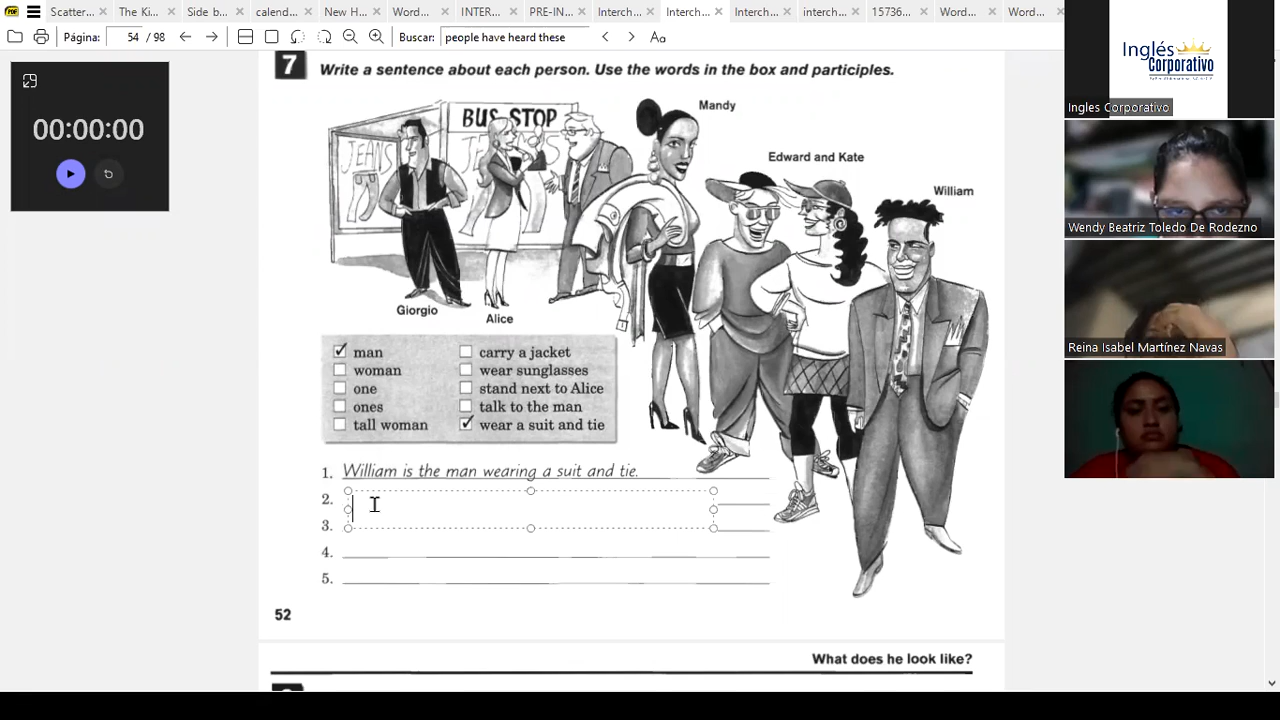 Scatter...
The Ki...
Side b...
calend...
New H...
Word...
INTER...
PRE-IN...
Interch...
Interch...
Interch...
interch...
15736...
Word...
Word...
Página: 54 / 98
Buscar: people have heard these
00:00:00
7 Write a sentence about each person. Use the words in the box and participles.
BUS STOP
JEANS
JEANS
Mandy
Edward and Kate
William
Giorgio
Alice
man
woman
one
ones
tall woman
carry a jacket
wear sunglasses
stand next to Alice
talk to the man
wear a suit and tie
1. William is the man wearing a suit and tie.
2.
3.
4.
5.
52
What does he look like?
Inglés
Corporativo
Ingles Corporativo
Wendy Beatriz Toledo De Rodezno
Reina Isabel Martínez Navas